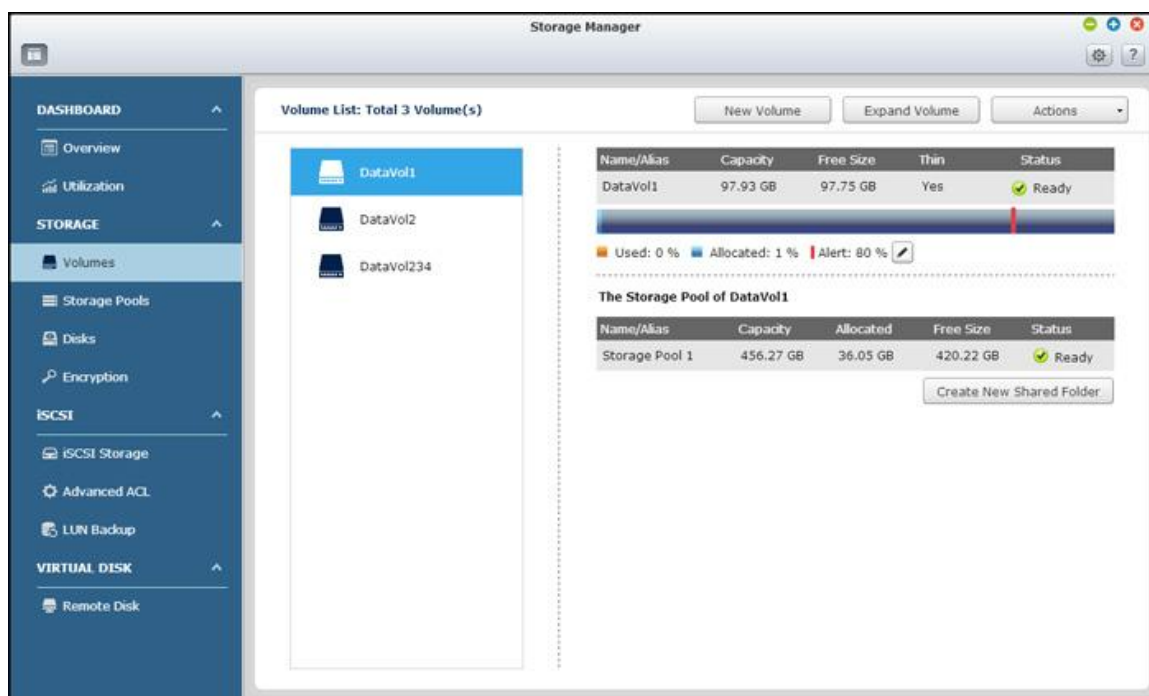 Storage Manager
?
DASHBOARD
Overview
Utilization
STORAGE
Volumes
Storage Pools
Disks
Encryption
iSCSI
iSCSI Storage
Advanced ACL
LUN Backup
VIRTUAL DISK
Remote Disk
Volume List: Total 3 Volume(s)
New Volume
Expand Volume
Actions
DataVol1
DataVol2
DataVol234
Name/Alias Capacity Free Size Thin Status
DataVol1 97.93 GB 97.75 GB Yes Ready
Used: 0 % Allocated: 1 % Alert: 80 %
The Storage Pool of DataVol1
Name/Alias Capacity Allocated Free Size Status
Storage Pool 1 456.27 GB 36.05 GB 420.22 GB Ready
Create New Shared Folder